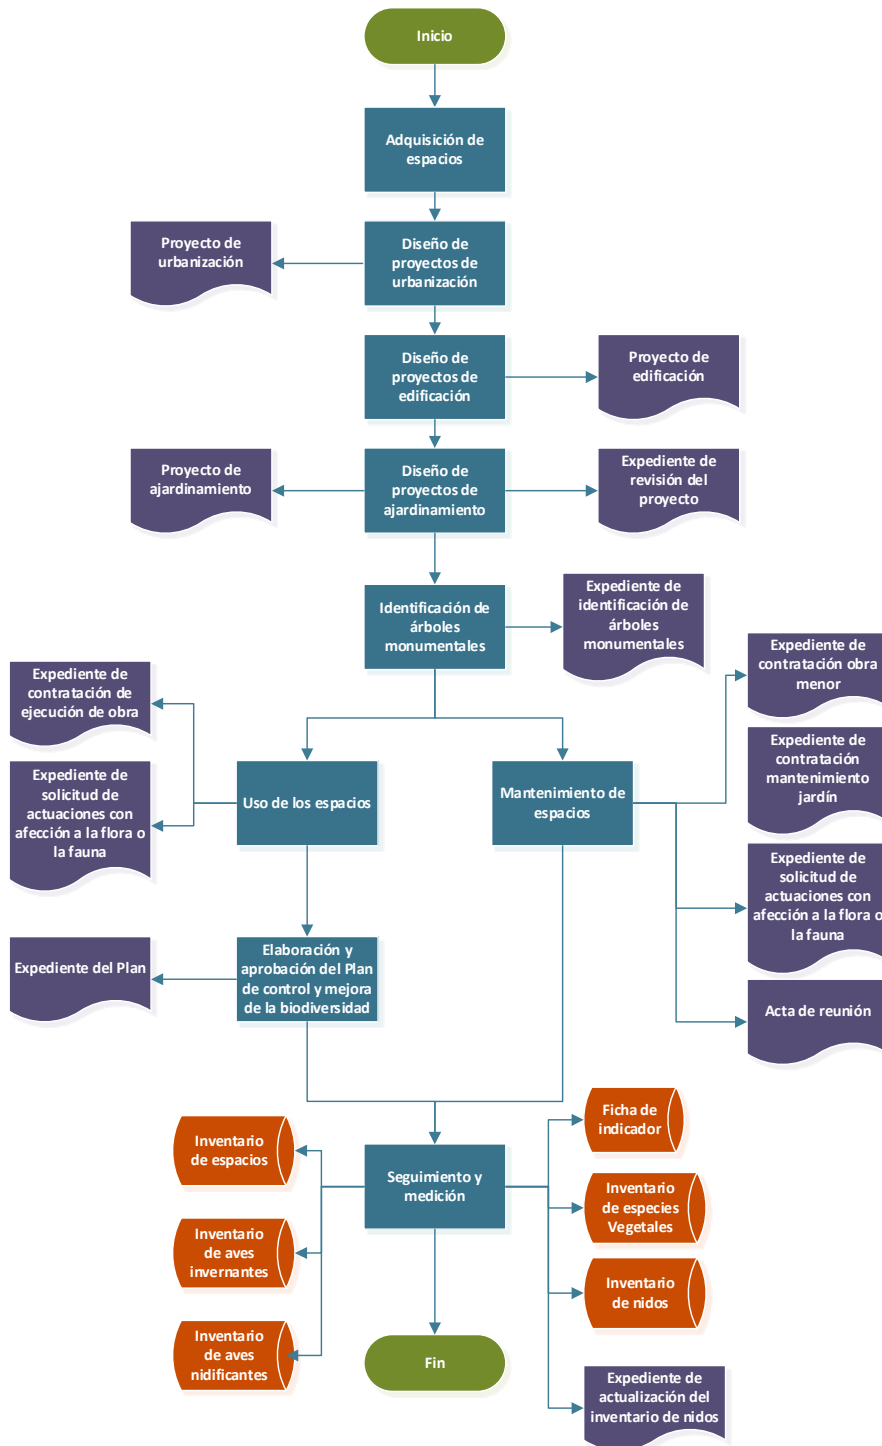 Inicio
Adquisición de
espacios
Proyecto de
urbanización
Diseño de
proyectos de
urbanización
Diseño de
proyectos de
edificación
Proyecto de
edificación
Proyecto de
ajardinamiento
Diseño de
proyectos de
ajardinamiento
Expediente de
revisión del
proyecto
Identificación de
árboles
monumentales
Expediente de
identificación de
árboles
monumentales
Expediente de
contratación obra
menor
Expediente de
contratación de
ejecución de obra
Expediente de
contratación
mantenimiento
jardín
Expediente de
solicitud de
actuaciones con
afección a la flora o
la fauna
Uso de los espacios
Mantenimiento de
espacios
Expediente de
solicitud de
actuaciones con
afección a la flora o
la fauna
Expediente del Plan
Elaboración y
aprobación del Plan
de control y mejora
de la biodiversidad
Acta de reunión
Inventario
de espacios
Ficha de
indicador
Seguimiento y
medición
Inventario
de especies
Vegetales
Inventario
de aves
invernantes
Inventario
de nidos
Inventario
de aves
nidificantes
Fin
Expediente de
actualización del
inventario de nidos